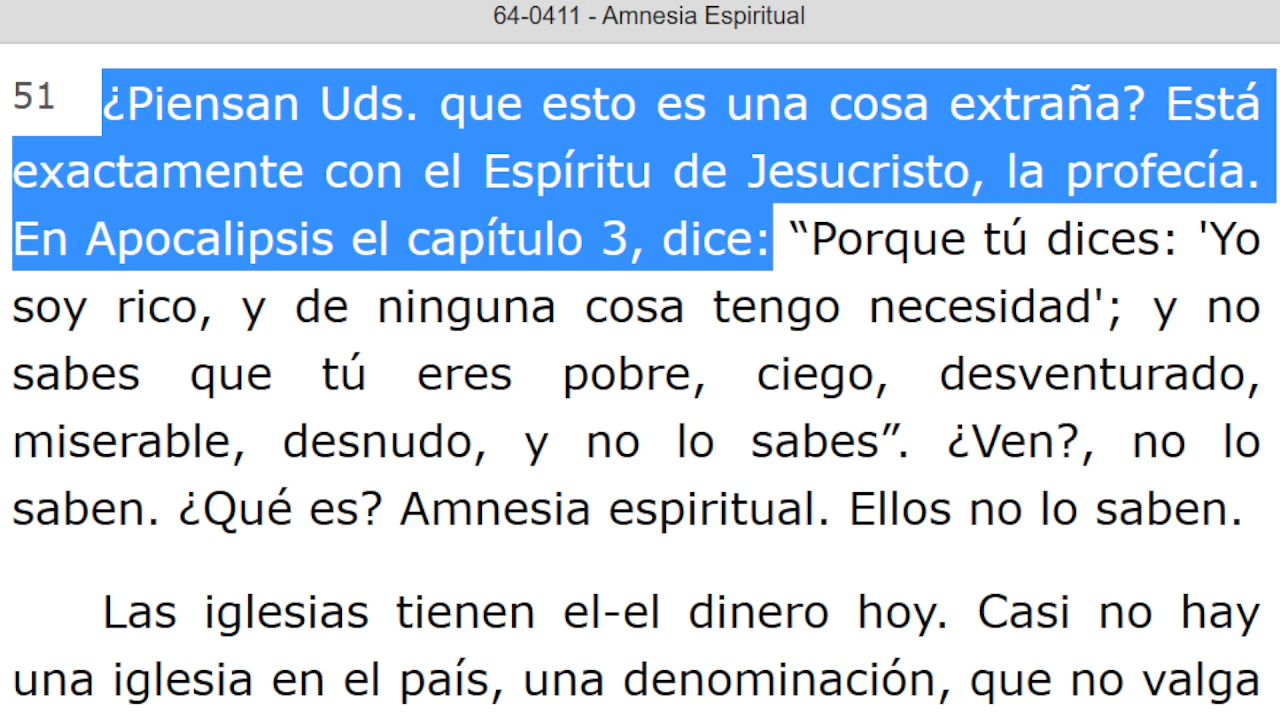 64-0411 - Amnesia Espiritual
51 ¿Piensan Uds. que esto es una cosa extraña? Está
exactamente con el Espíritu de Jesucristo, la profecía.
En Apocalipsis el capítulo 3, dice: “Porque tú dices: 'Yo
soy rico, y de ninguna cosa tengo necesidad'; y no
sabes que tú eres pobre, ciego, desventurado,
miserable, desnudo, y no lo sabes”. ¿Ven?, no lo
saben. ¿Qué es? Amnesia espiritual. Ellos no lo saben.
Las iglesias tienen el-el dinero hoy. Casi no hay
una iglesia en el país, una denominación, que no valga